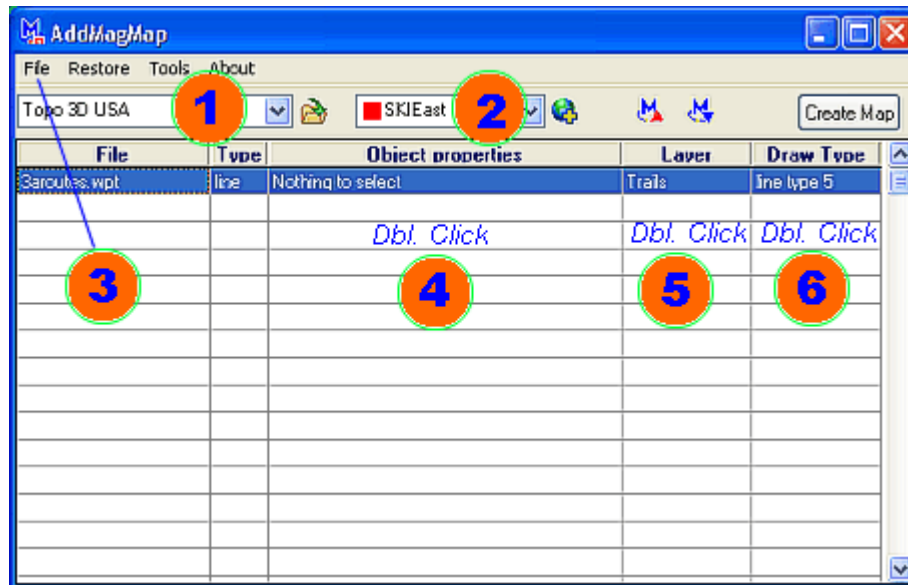 AddMagMap
File Restore Tools About
Topo 3D USA 1 SKIEast 2 Create Map
File Type Object properties Layer Draw Type
3aroutes.wpt line Nothing to select Trails line type 5
Dbl. Click Dbl. Click Dbl. Click
3 4 5 6